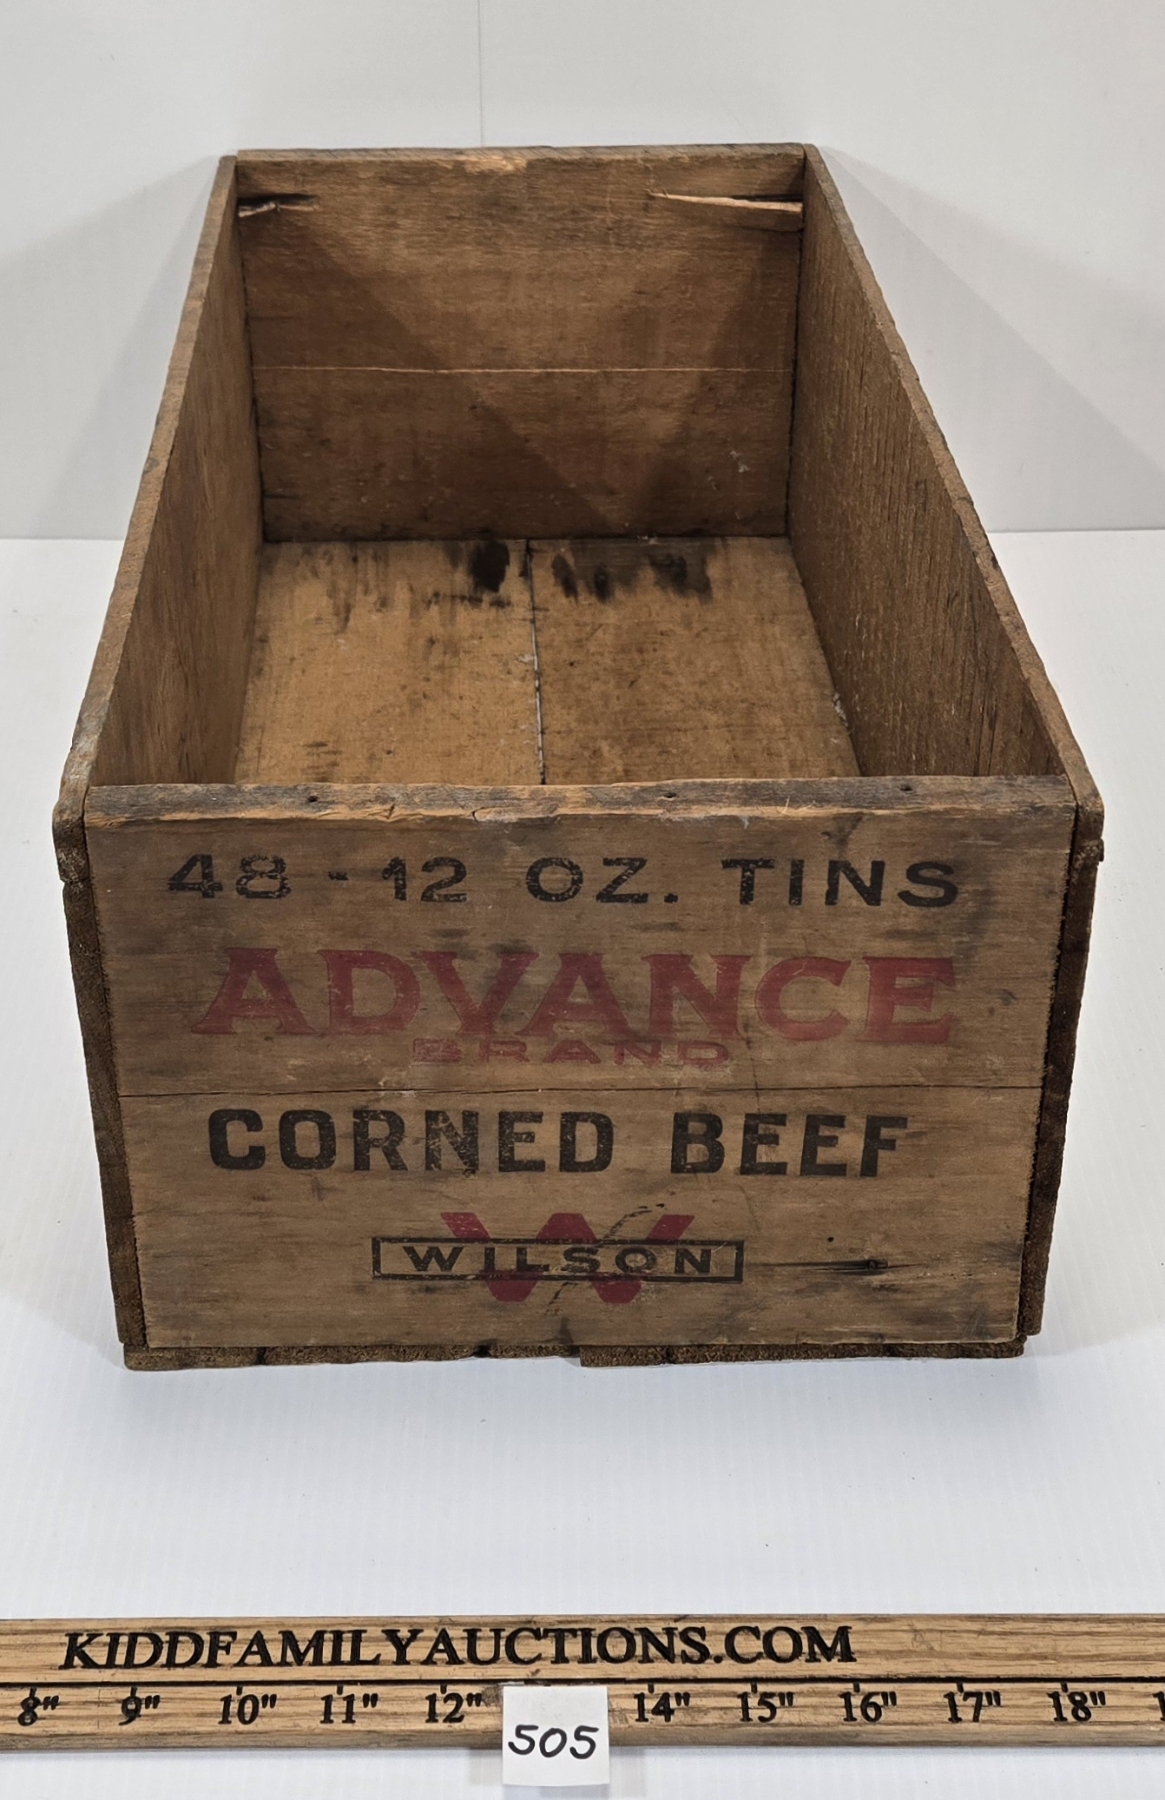 48 - 12 OZ. TINS
ADVANCE
BRAND
CORNED BEEF
W
WILSON
KIDDFAMILYAUCTIONS.COM
8" 9" 10" 11" 12" 14" 15" 16" 17" 18" 1
505